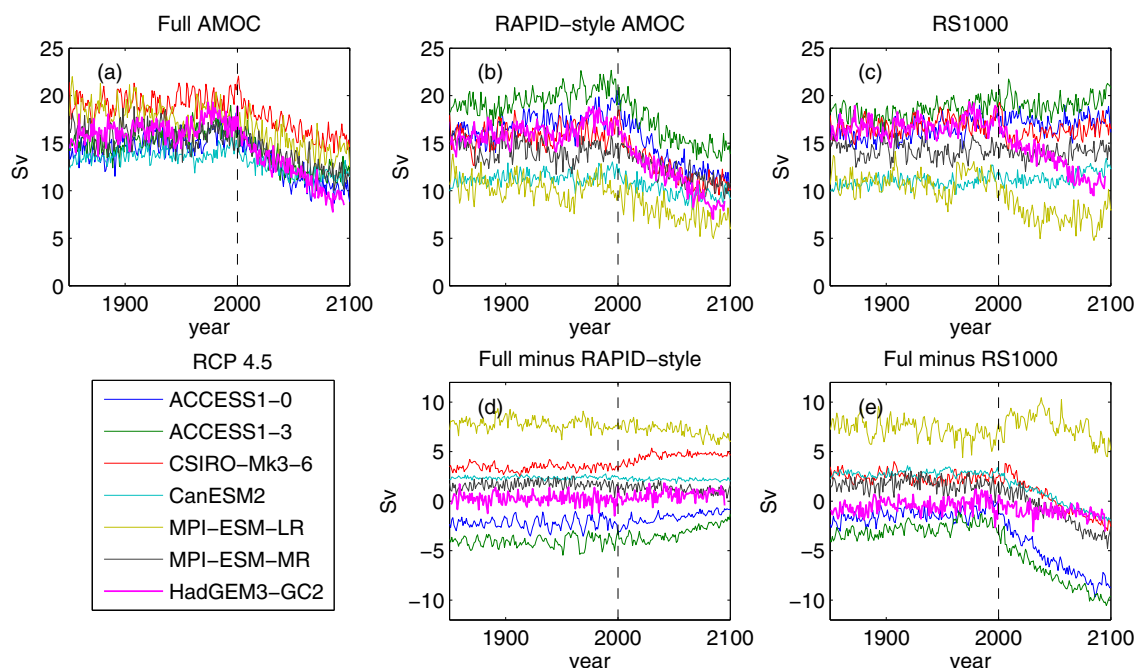 Full AMOC
RAPID−style AMOC
RS1000
25
20
15
10
5
0
Sv
(a)
1900
2000
2100
year
25
20
15
10
5
0
Sv
(b)
1900
2000
2100
year
25
20
15
10
5
0
Sv
(c)
1900
2000
2100
year
RCP 4.5
ACCESS1−0
ACCESS1−3
CSIRO−Mk3−6
CanESM2
MPI−ESM−LR
MPI−ESM−MR
HadGEM3−GC2
Full minus RAPID−style
10
5
0
−5
−10
Sv
(d)
1900
2000
2100
year
Ful minus RS1000
10
5
0
−5
−10
Sv
(e)
1900
2000
2100
year